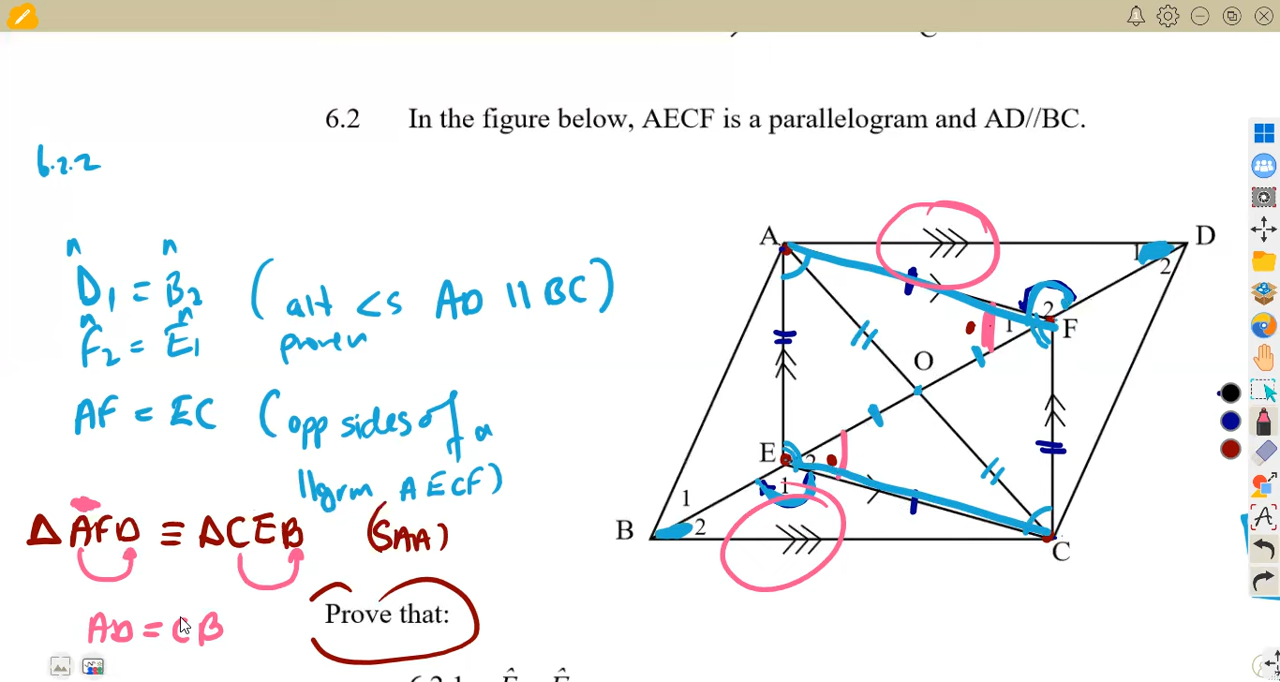 6.2 In the figure below, AECF is a parallelogram and AD//BC.
6.2.2
D̂1 = B̂2 (alt <s AD || BC)
F̂2 = Ê1 proven
AF = EC (opp sides of a
||grm AECF)
Δ AFD ≡ ΔCEB (SAA)
AD = CB
Prove that:
A
D
1
2
2
1
F
O
E
2
1
1
B
2
C